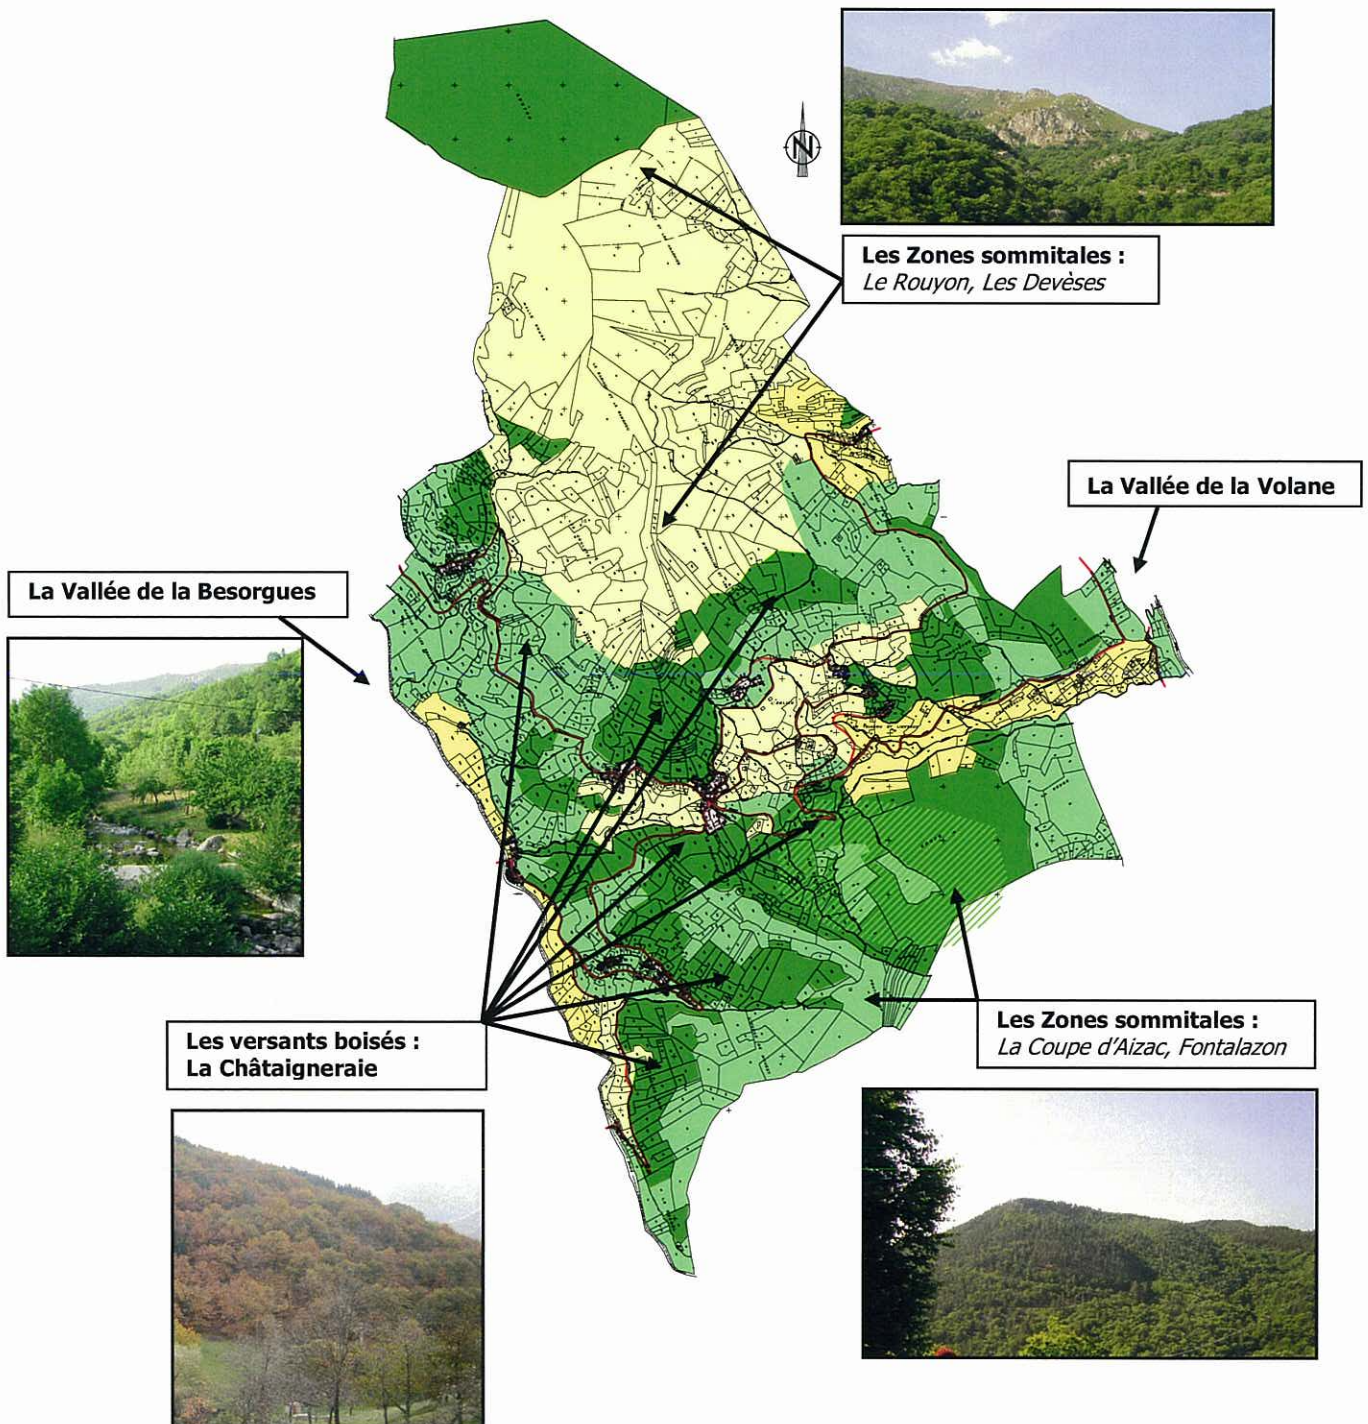 N
Les Zones sommitales :
Le Rouyon, Les Devèses
La Vallée de la Volane
La Vallée de la Besorgues
Les versants boisés :
La Châtaigneraie
Les Zones sommitales :
La Coupe d'Aizac, Fontalazon